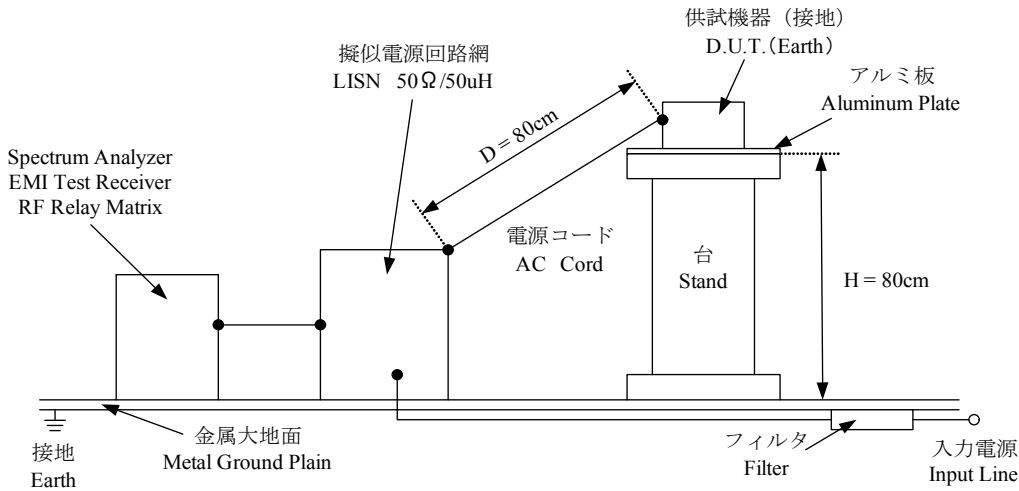 供試機器（接地）
D.U.T.(Earth)
擬似電源回路網
LISN 50Ω/50uH
アルミ板
Aluminum Plate
D = 80cm
Spectrum Analyzer
EMI Test Receiver
RF Relay Matrix
電源コード
AC Cord
台
Stand
H = 80cm
接地
Earth
金属大地面
Metal Ground Plain
フィルタ
Filter
入力電源
Input Line